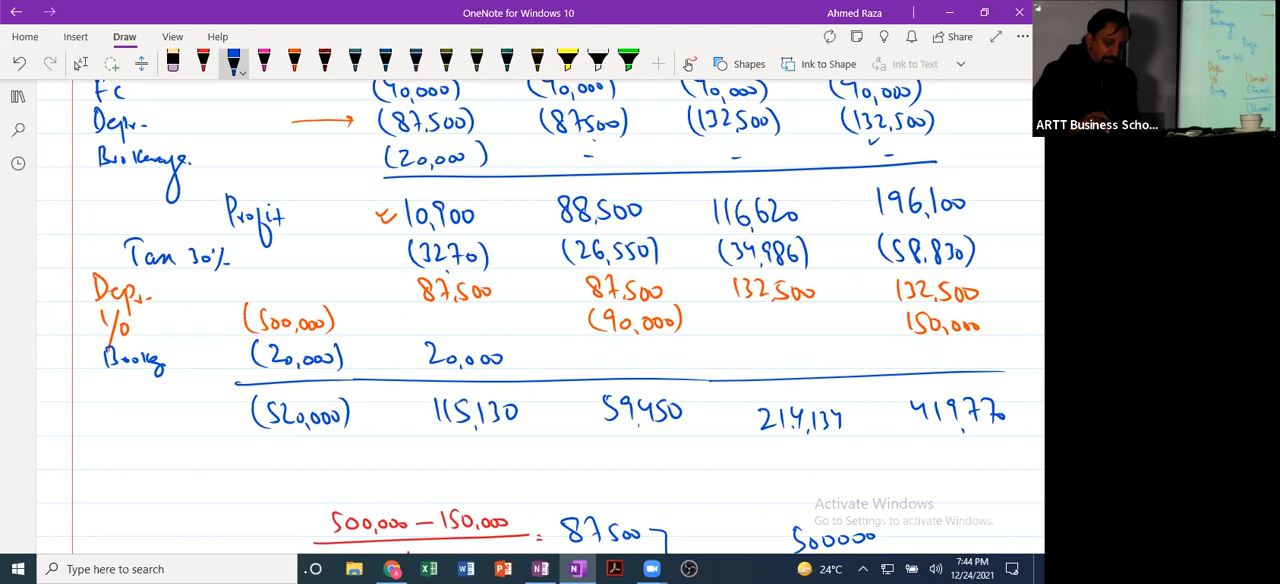 OneNote for Windows 10 Ahmed Raza
Home Insert Draw View Help Share
Shapes Ink to Shape Ink to Text
FC (90,000) (90,000) (90,000) (90,000)
Depr. (87,500) (87,500) (132,500) (132,500)
Brokerage. (20,000) - - -
Profit 10,900 88,500 116,620 196,100
Tax 30% (3270) (26,550) (34,986) (58,830)
Depr. 87,500 87,500 132,500 132,500
I/O (500,000) (90,000) 150,000
Brokg (20,000) 20,000
(520,000) 115,130 59,450 214,134 419,770
500,000 - 150,000 = 87500 500000
Activate Windows
Go to Settings to activate Windows.
ARTT Business Scho...
Type here to search
24°C
7:44 PM
12/24/2021